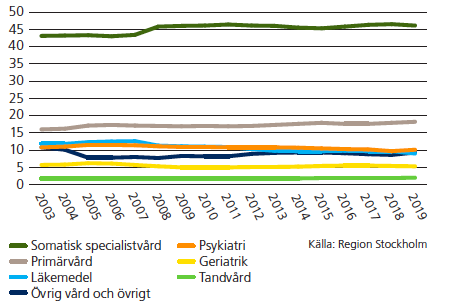 50
45
40
35
30
25
20
15
10
5
0
2003 2004 2005 2006 2007 2008 2009 2010 2011 2012 2013 2014 2015 2016 2017 2018 2019
Somatisk specialistvård Psykiatri Källa: Region Stockholm
Primärvård Geriatrik
Läkemedel Tandvård
Övrig vård och övrigt